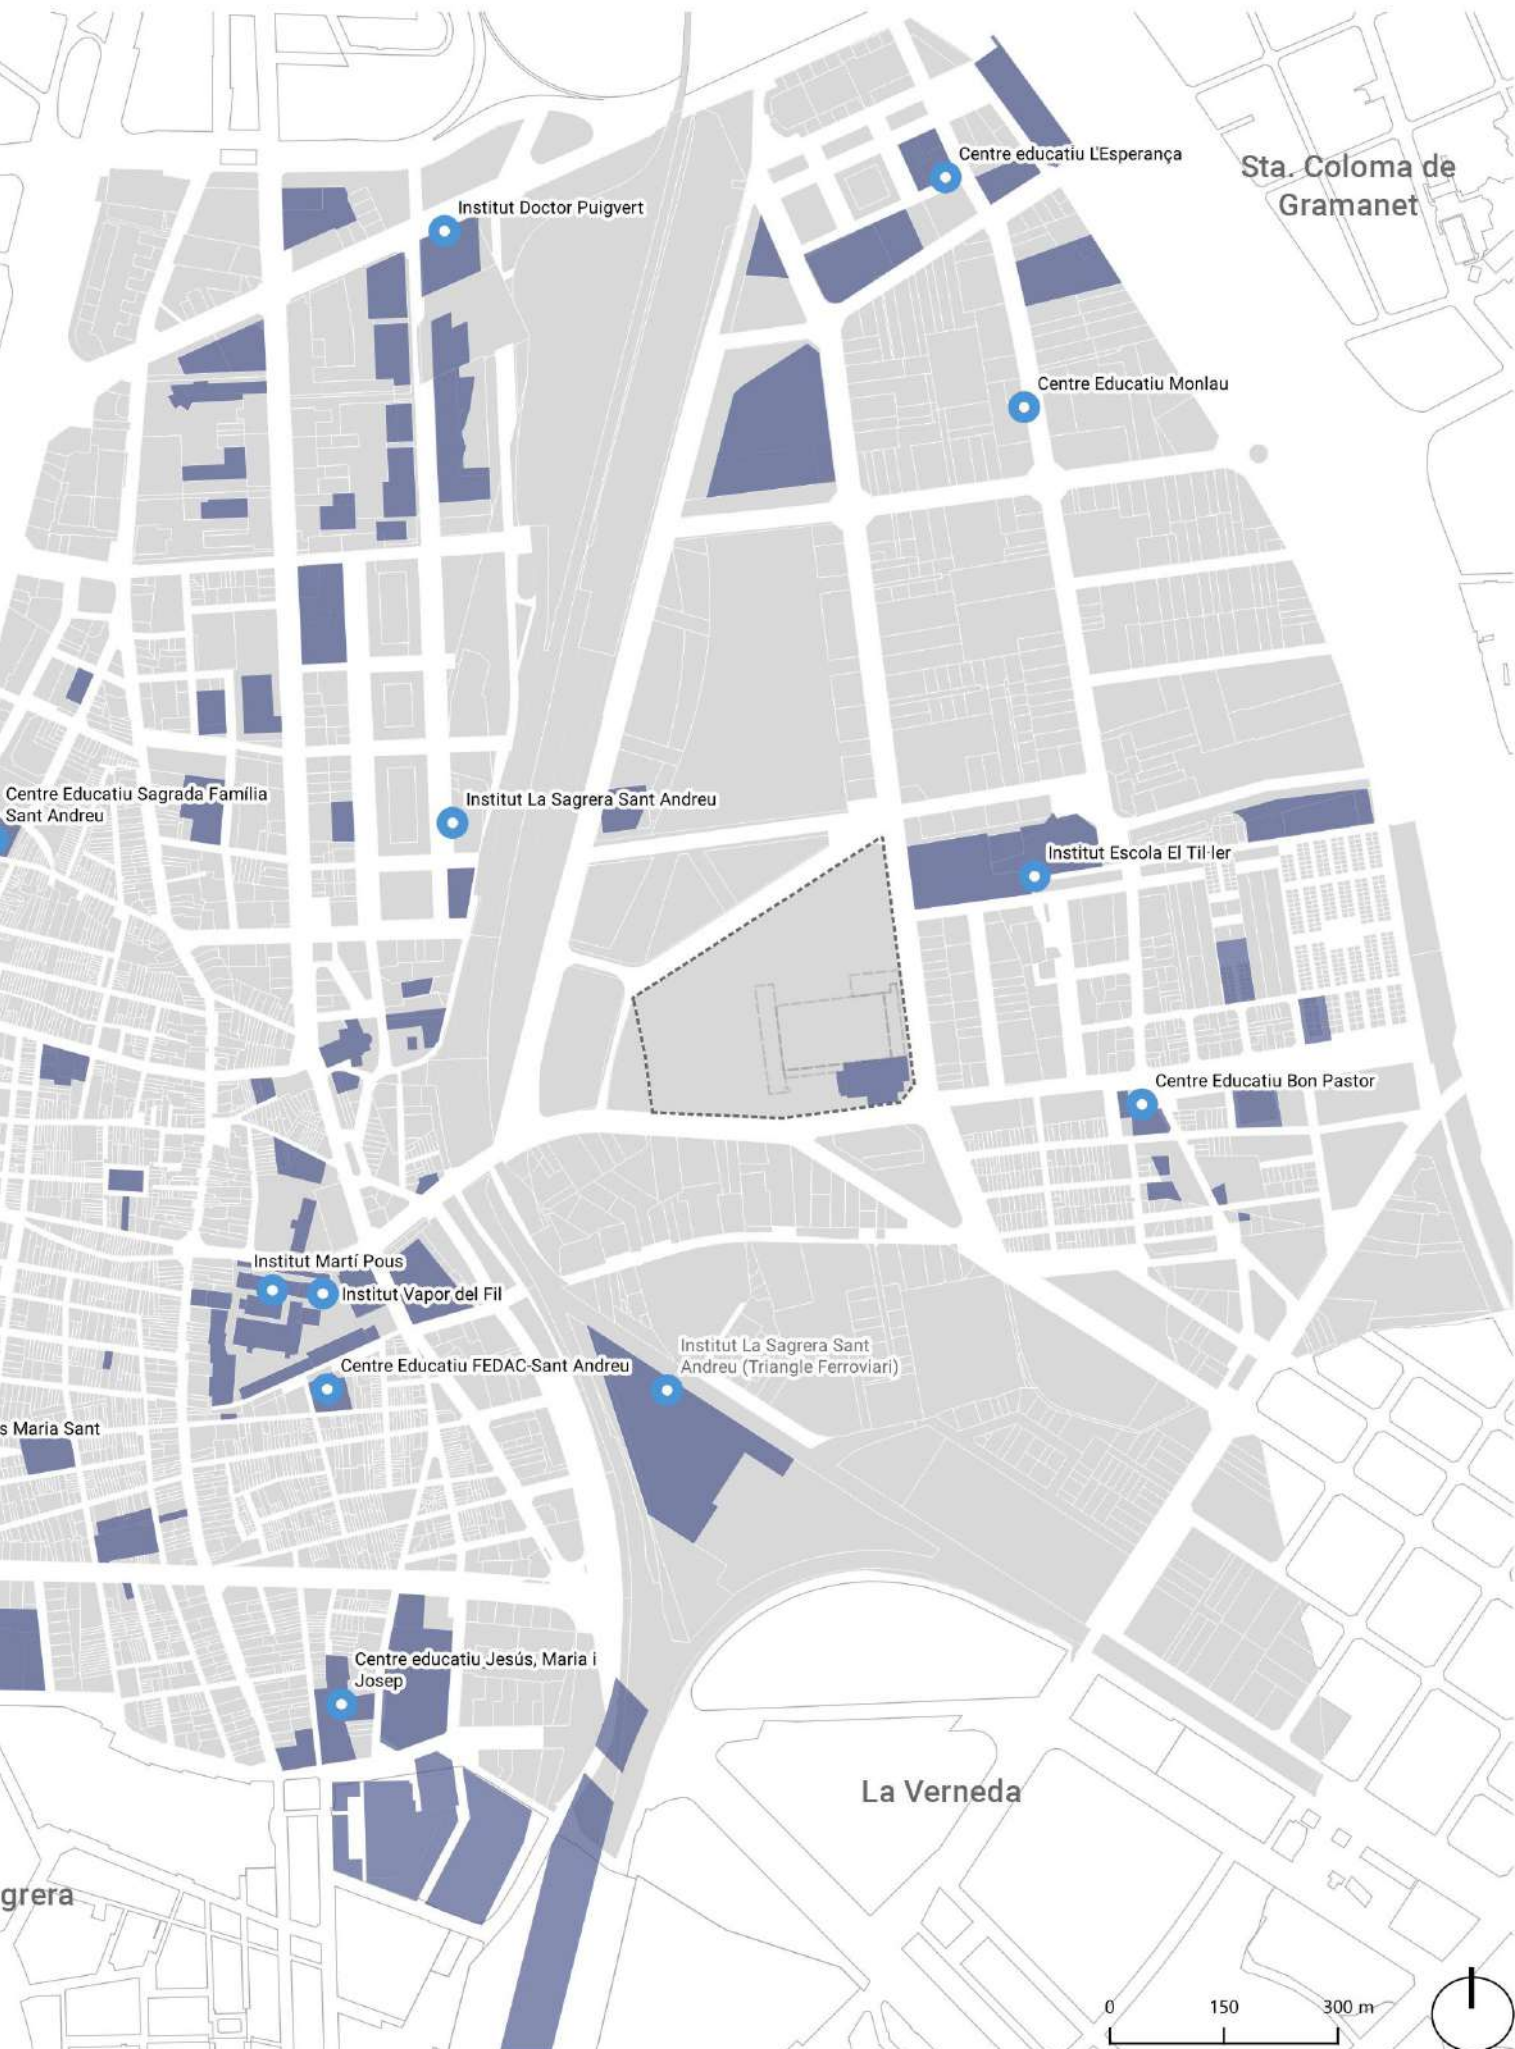 Centre educatiu L'Esperança
Sta. Coloma de
Gramanet
Institut Doctor Puigvert
Centre Educatiu Monlau
Centre Educatiu Sagrada Família
Sant Andreu
Institut La Sagrera Sant Andreu
Institut Escola El Til·ler
Centre Educatiu Bon Pastor
Institut Martí Pous
Institut Vapor del Fil
Institut La Sagrera Sant
Andreu (Triangle Ferroviari)
Centre Educatiu FEDAC-Sant Andreu
s Maria Sant
Centre educatiu Jesús, Maria i
Josep
La Verneda
grera
0 150 300 m